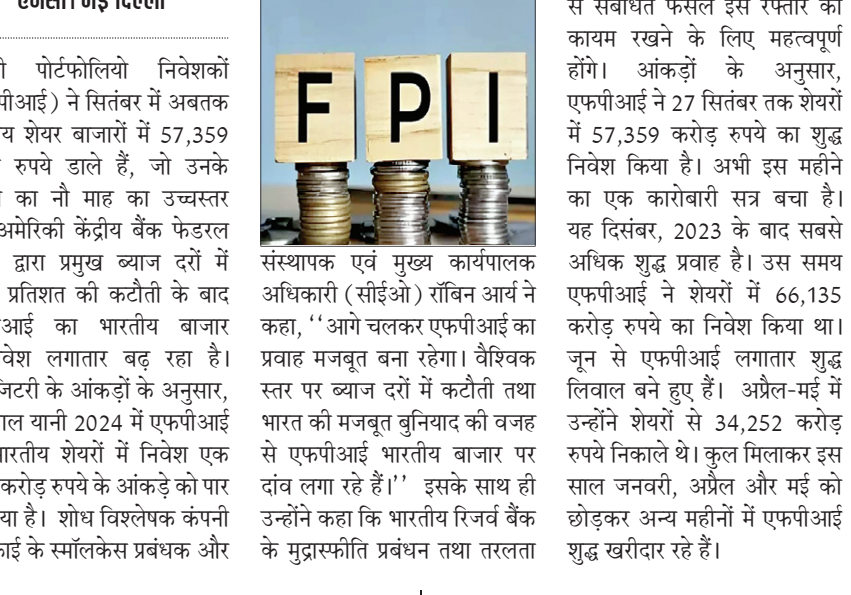 एजेंसी। नई दिल्ली
पोर्टफोलियो निवेशकों
ने सितंबर में अबतक
शेयर बाजारों में 57,359
रुपये डाले हैं, जो उनके
का नौ माह का उच्चस्तर
अमेरिकी केंद्रीय बैंक फेडरल
द्वारा प्रमुख ब्याज दरों में
प्रतिशत की कटौती के बाद
का भारतीय बाजार
लगातार बढ़ रहा है।
के आंकड़ों के अनुसार,
यानी 2024 में एफपीआई
शेयरों में निवेश एक
करोड़ रुपये के आंकड़े को पार
है। शोध विश्लेषक कंपनी
के स्मॉलकेस प्रबंधक और
F P I
संस्थापक एवं मुख्य कार्यपालक
अधिकारी (सीईओ) रॉबिन आर्य ने
कहा, ‘‘आगे चलकर एफपीआई का
प्रवाह मजबूत बना रहेगा। वैश्विक
स्तर पर ब्याज दरों में कटौती तथा
भारत की मजबूत बुनियाद की वजह
से एफपीआई भारतीय बाजार पर
दांव लगा रहे हैं।’’ इसके साथ ही
उन्होंने कहा कि भारतीय रिजर्व बैंक
के मुद्रास्फीति प्रबंधन तथा तरलता
से संबंधित फैसले इस रफ्तार को
कायम रखने के लिए महत्वपूर्ण
होंगे। आंकड़ों के अनुसार,
एफपीआई ने 27 सितंबर तक शेयरों
में 57,359 करोड़ रुपये का शुद्ध
निवेश किया है। अभी इस महीने
का एक कारोबारी सत्र बचा है।
यह दिसंबर, 2023 के बाद सबसे
अधिक शुद्ध प्रवाह है। उस समय
एफपीआई ने शेयरों में 66,135
करोड़ रुपये का निवेश किया था।
जून से एफपीआई लगातार शुद्ध
लिवाल बने हुए हैं। अप्रैल-मई में
उन्होंने शेयरों से 34,252 करोड़
रुपये निकाले थे। कुल मिलाकर इस
साल जनवरी, अप्रैल और मई को
छोड़कर अन्य महीनों में एफपीआई
शुद्ध खरीदार रहे हैं।